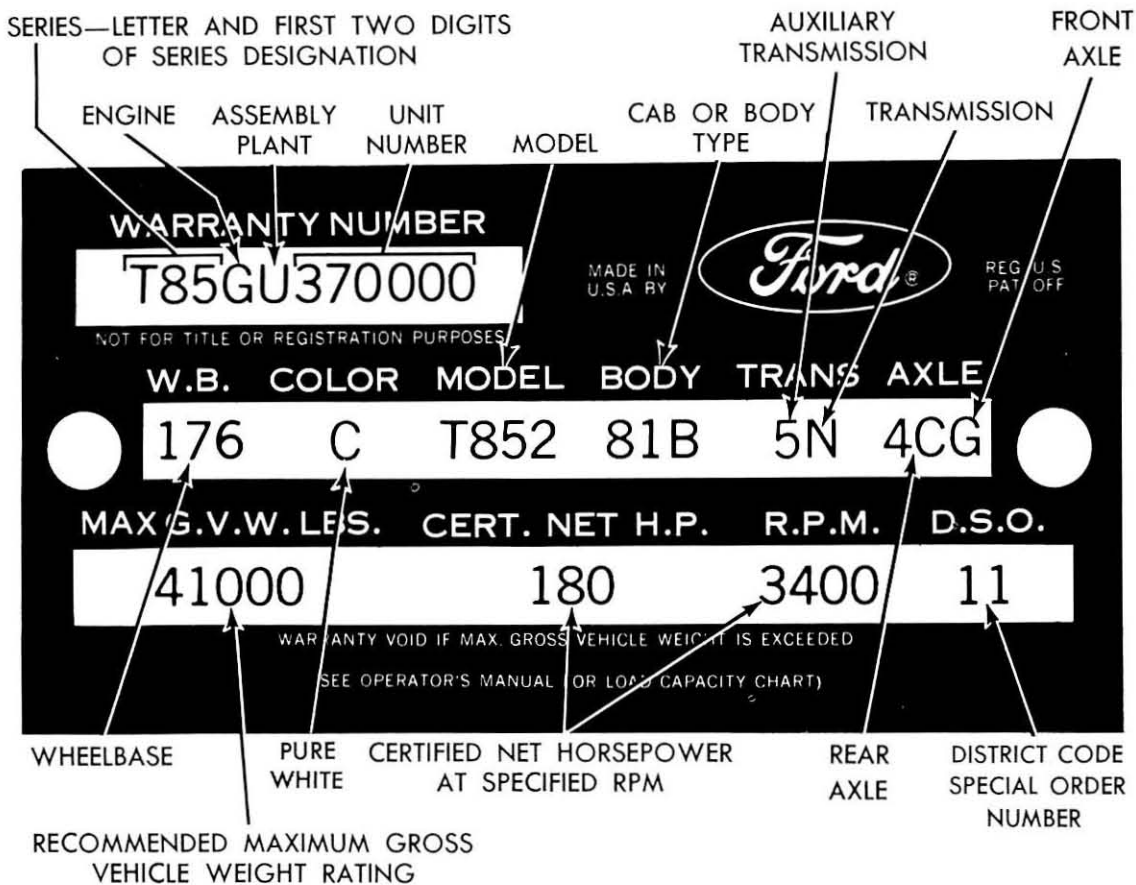 SERIES—LETTER AND FIRST TWO DIGITS
OF SERIES DESIGNATION
AUXILIARY
TRANSMISSION
FRONT
AXLE
ENGINE
ASSEMBLY
PLANT
UNIT
NUMBER
MODEL
CAB OR BODY
TYPE
TRANSMISSION
WARRANTY NUMBER
T85GU370000
NOT FOR TITLE OR REGISTRATION PURPOSES
MADE IN
U.S.A BY
Ford®
REG U S
PAT OFF
W.B. COLOR MODEL BODY TRANS AXLE
176 C T852 81B 5N 4CG
MAX G.V.W. LBS. CERT. NET H.P. R.P.M. D.S.O.
41000 180 3400 11
WARRANTY VOID IF MAX. GROSS VEHICLE WEIGHT IS EXCEEDED
SEE OPERATOR'S MANUAL (OR LOAD CAPACITY CHART)
WHEELBASE
PURE
WHITE
CERTIFIED NET HORSEPOWER
AT SPECIFIED RPM
REAR
AXLE
DISTRICT CODE
SPECIAL ORDER
NUMBER
RECOMMENDED MAXIMUM GROSS
VEHICLE WEIGHT RATING